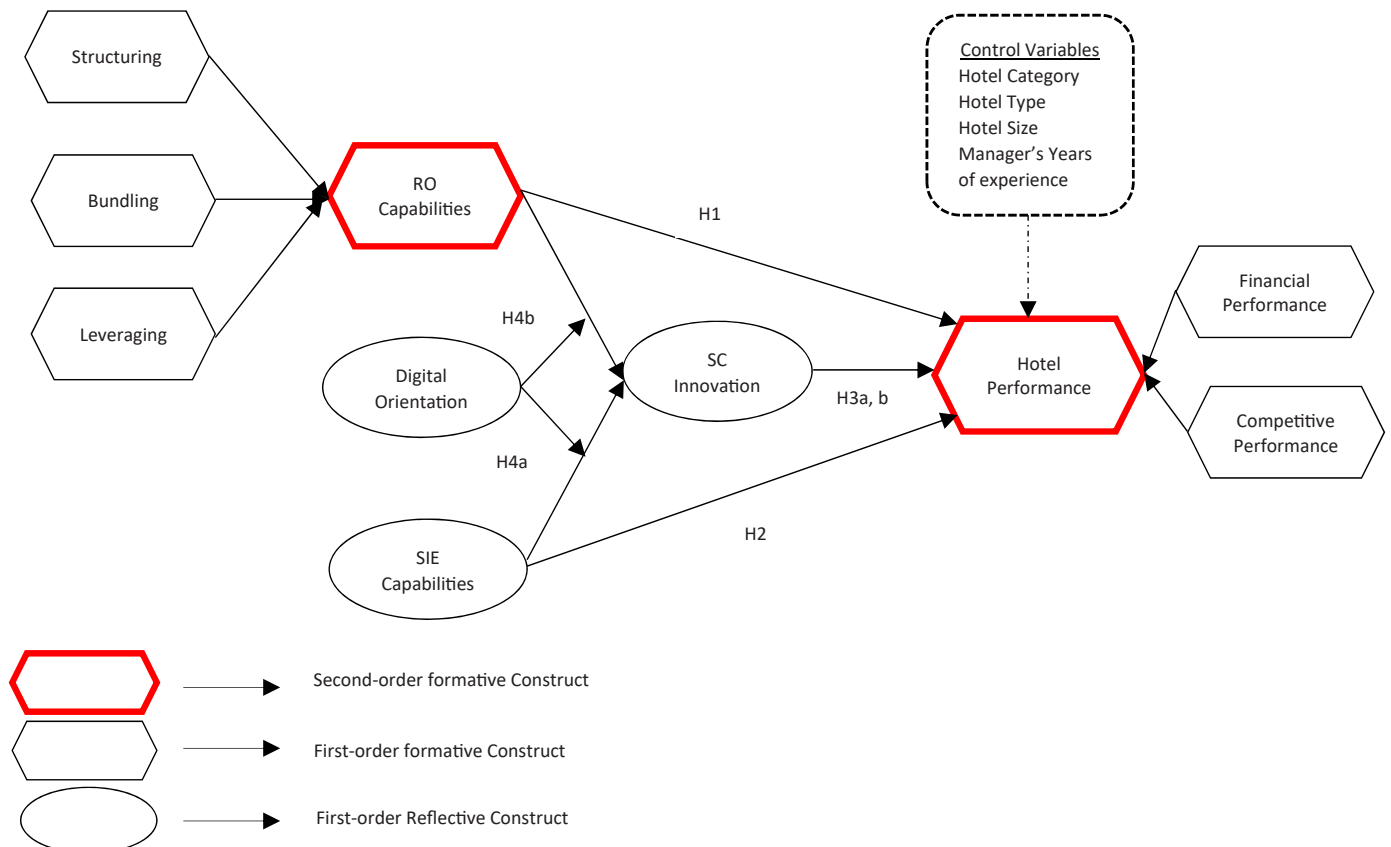 Structuring
Bundling
Leveraging
RO
Capabilities
Digital
Orientation
SIE
Capabilities
H4b
H4a
SC
Innovation
H1
H3a, b
H2
Control Variables
Hotel Category
Hotel Type
Hotel Size
Manager’s Years
of experience
Hotel
Performance
Financial
Performance
Competitive
Performance
Second-order formative Construct
First-order formative Construct
First-order Reflective Construct